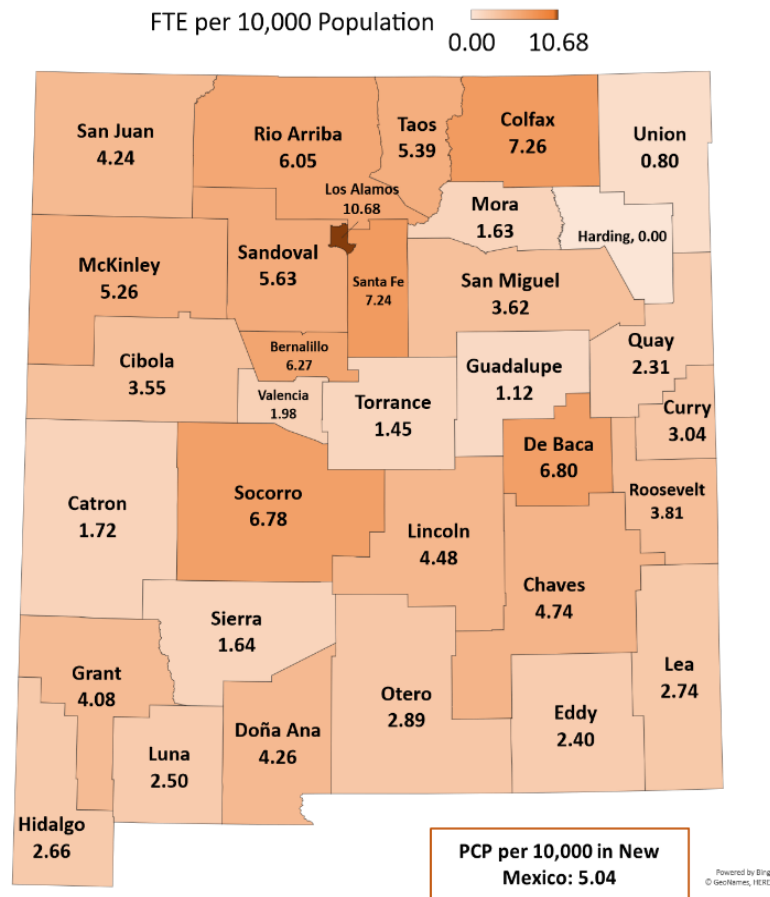 FTE per 10,000 Population
0.00 10.68
San Juan
4.24
Rio Arriba
6.05
Taos
5.39
Colfax
7.26
Union
0.80
Los Alamos
10.68
Mora
1.63
Harding, 0.00
McKinley
5.26
Sandoval
5.63
Santa Fe
7.24
San Miguel
3.62
Cibola
3.55
Bernalillo
6.27
Quay
2.31
Guadalupe
1.12
Valencia
1.98
Torrance
1.45
Curry
3.04
De Baca
6.80
Catron
1.72
Socorro
6.78
Roosevelt
3.81
Lincoln
4.48
Chaves
4.74
Sierra
1.64
Grant
4.08
Lea
2.74
Otero
2.89
Eddy
2.40
Doña Ana
4.26
Luna
2.50
Hidalgo
2.66
PCP per 10,000 in New
Mexico: 5.04
Powered by Bing
© GeoNames, HERE